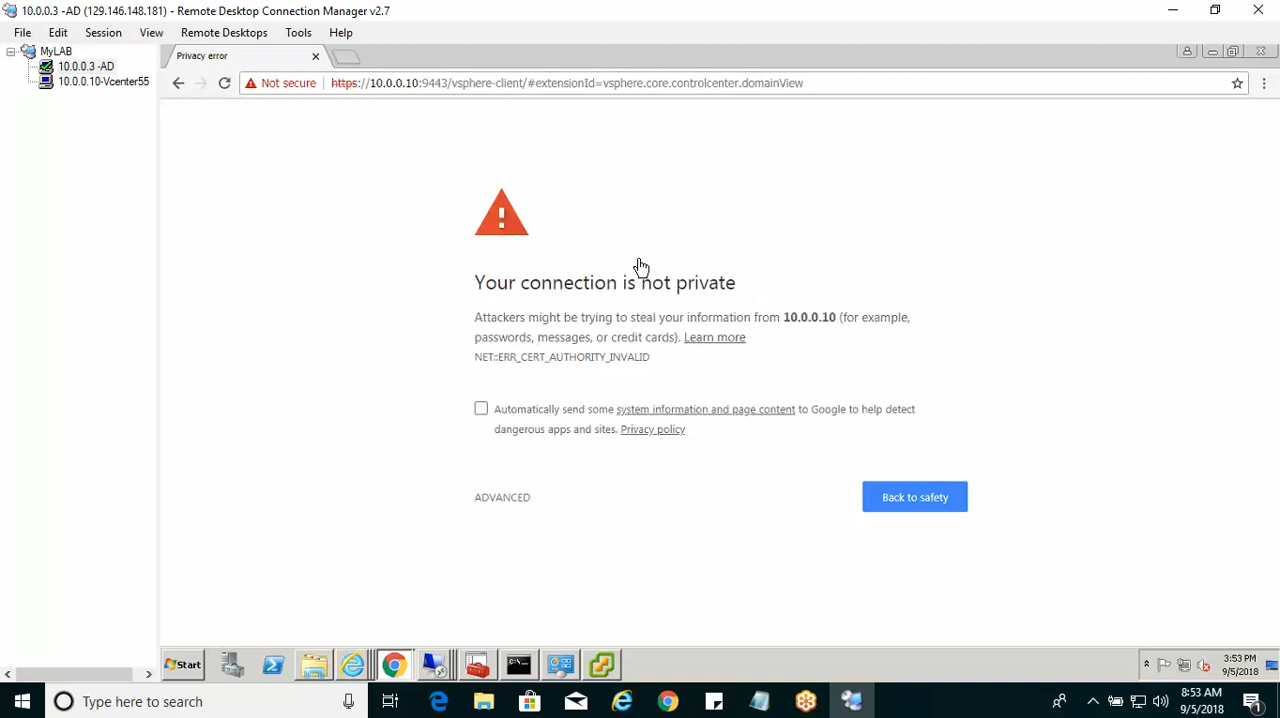 10.0.0.3 -AD (129.146.148.181) - Remote Desktop Connection Manager v2.7
File Edit Session View Remote Desktops Tools Help
MyLAB
10.0.0.3 -AD
10.0.0.10-Vcenter55
Privacy error
Not secure https://10.0.0.10:9443/vsphere-client/#extensionId=vsphere.core.controlcenter.domainView
Your connection is not private
Attackers might be trying to steal your information from 10.0.0.10 (for example,
passwords, messages, or credit cards). Learn more
NET::ERR_CERT_AUTHORITY_INVALID
Automatically send some system information and page content to Google to help detect
dangerous apps and sites. Privacy policy
ADVANCED
Back to safety
Start
3:53 PM
9/5/2018
Type here to search
8:53 AM
9/5/2018
1